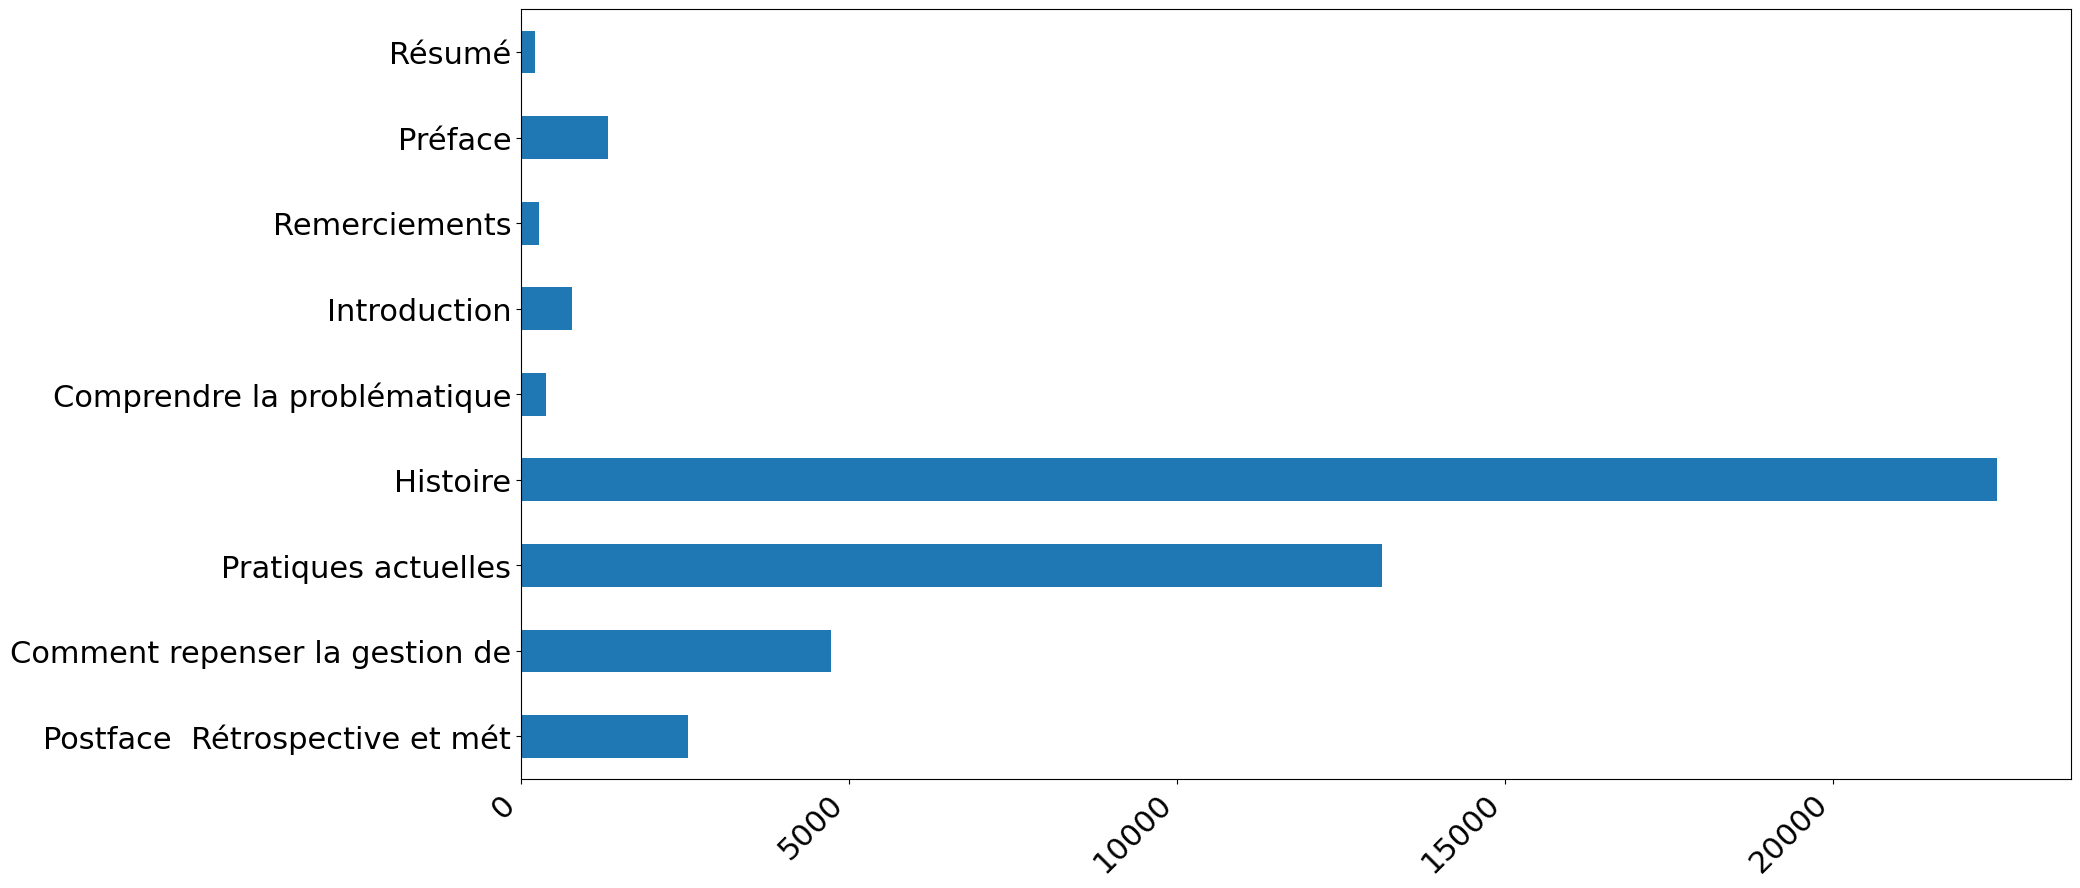 Résumé
Préface
Remerciements
Introduction
Comprendre la problématique
Histoire
Pratiques actuelles
Comment repenser la gestion de
Postface  Rétrospective et mét
0
5000
10000
15000
20000